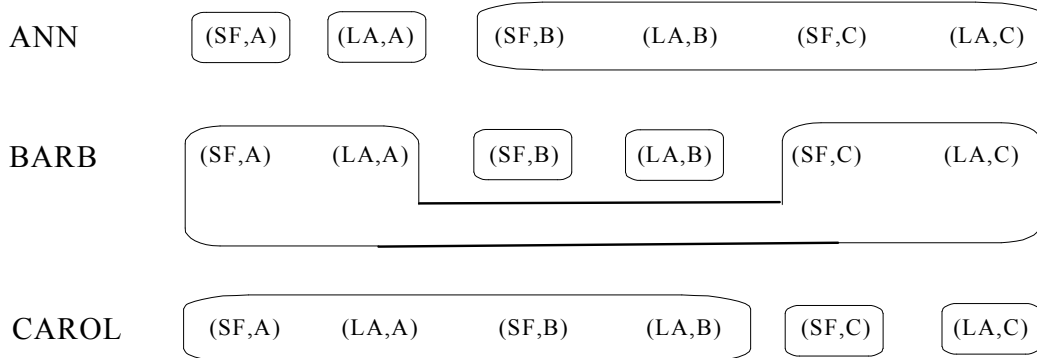 ANN (SF,A) (LA,A) (SF,B) (LA,B) (SF,C) (LA,C)
BARB (SF,A) (LA,A) (SF,B) (LA,B) (SF,C) (LA,C)
CAROL (SF,A) (LA,A) (SF,B) (LA,B) (SF,C) (LA,C)